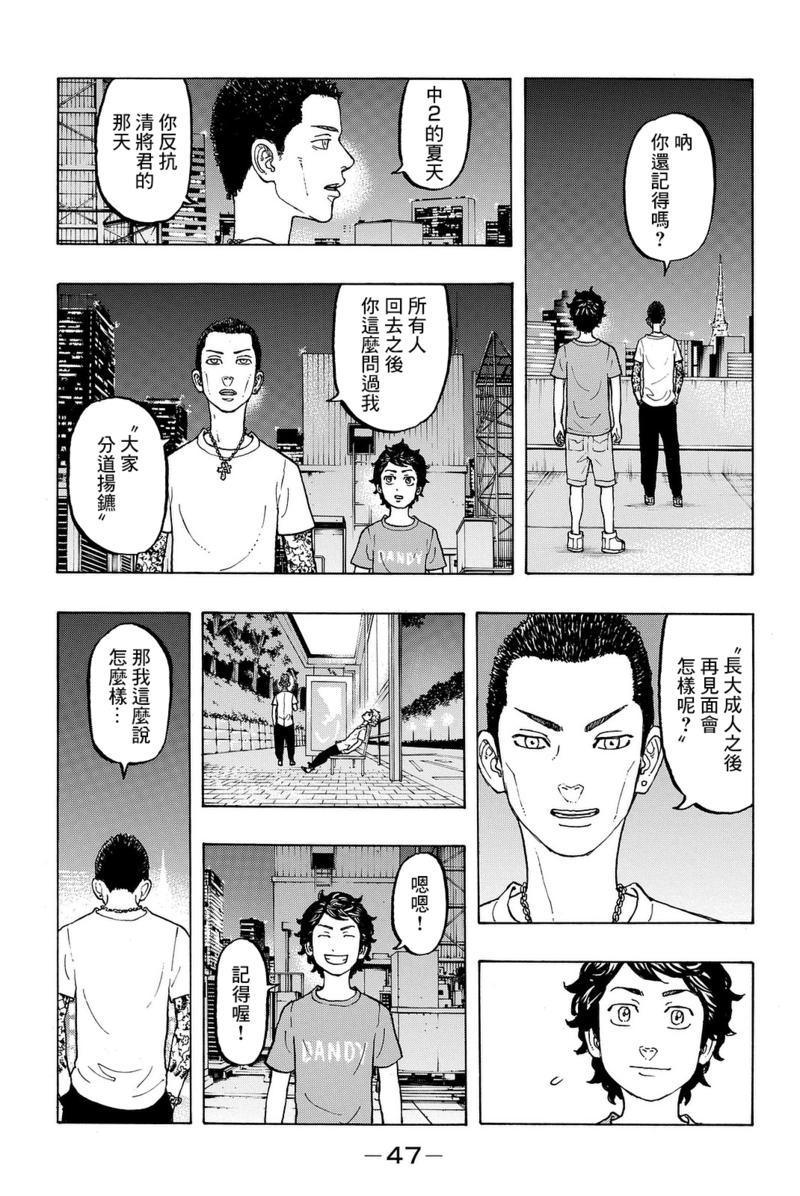 吶
你還記得嗎？
中2的夏天
你反抗
清將君的
那天
所有人
回去之後
你這麼問過我
DANDY
〝大家
分道揚鑣〞
〝長大成人之後
再見面會
怎樣呢？〞
那我這麼說
怎麼樣…
嗯嗯！
記得喔！
DANDY
—47—